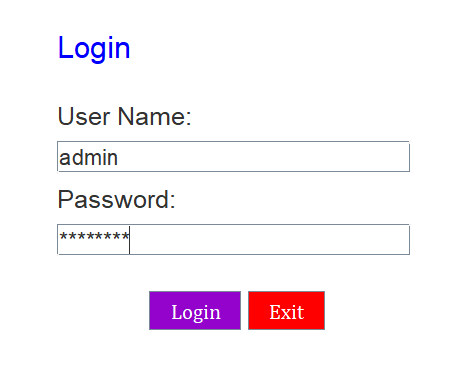 Login
User Name:
admin
Password:
********
Login Exit